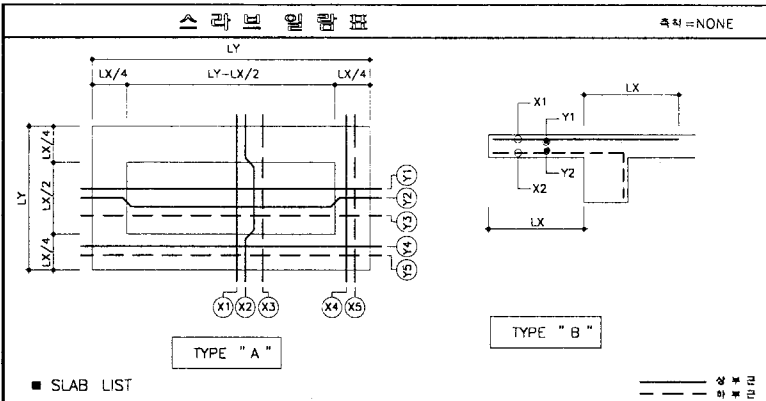 스 라 브 일 람 표
축척=NONE
LY
LX/4
LY-LX/2
LX/4
LX
X1
Y1
LX/4
Y2
X2
LY
LX/2
Y1
Y2
Y3
LX
LX/4
Y4
Y5
X1
X2
X3
X4
X5
TYPE " A "
TYPE " B "
■ SLAB LIST
상 부 근
하 부 근